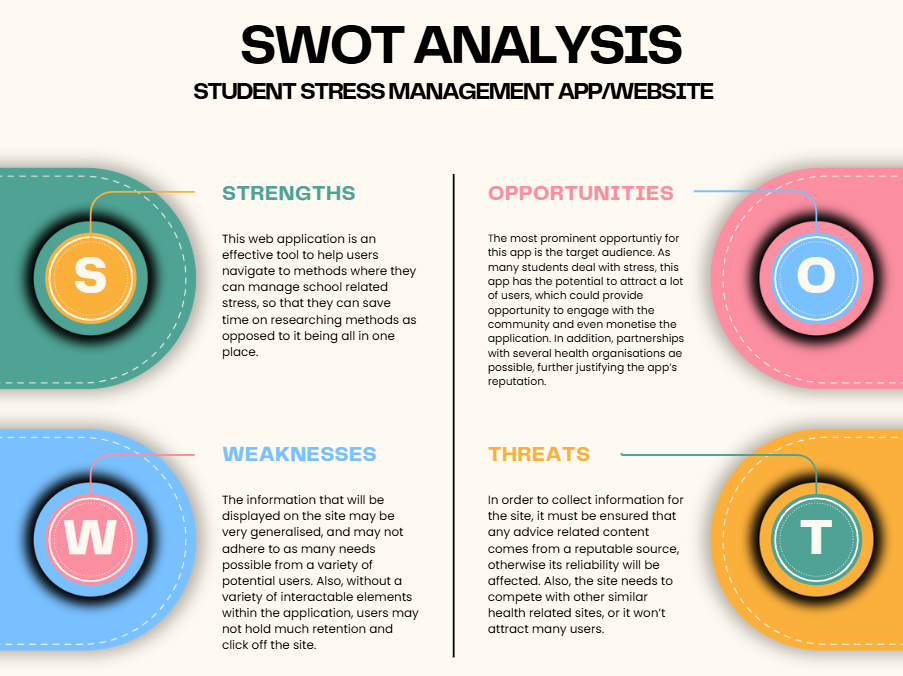 SWOT ANALYSIS
STUDENT STRESS MANAGEMENT APP/WEBSITE
S
STRENGTHS
This web application is an
effective tool to help users
navigate to methods where they
can manage school related
stress, so that they can save
time on researching methods as
opposed to it being all in one
place.
W
WEAKNESSES
The information that will be
displayed on the site may be
very generalised, and may not
adhere to as many needs
possible from a variety of
potential users. Also, without a
variety of interactable elements
within the application, users may
not hold much retention and
click off the site.
OPPORTUNITIES
O
The most prominent opportuntiy for
this app is the target audience. As
many students deal with stress, this
app has the potential to attract a lot
of users, which could provide
opportunity to engage with the
community and even monetise the
application. In addition, partnerships
with several health organisations ae
possible, further justifying the app's
reputation.
THREATS
T
In order to collect information for
the site, it must be ensured that
any advice related content
comes from a reputable source,
otherwise its reliability will be
affected. Also, the site needs to
compete with other similar
health related sites, or it won't
attract many users.